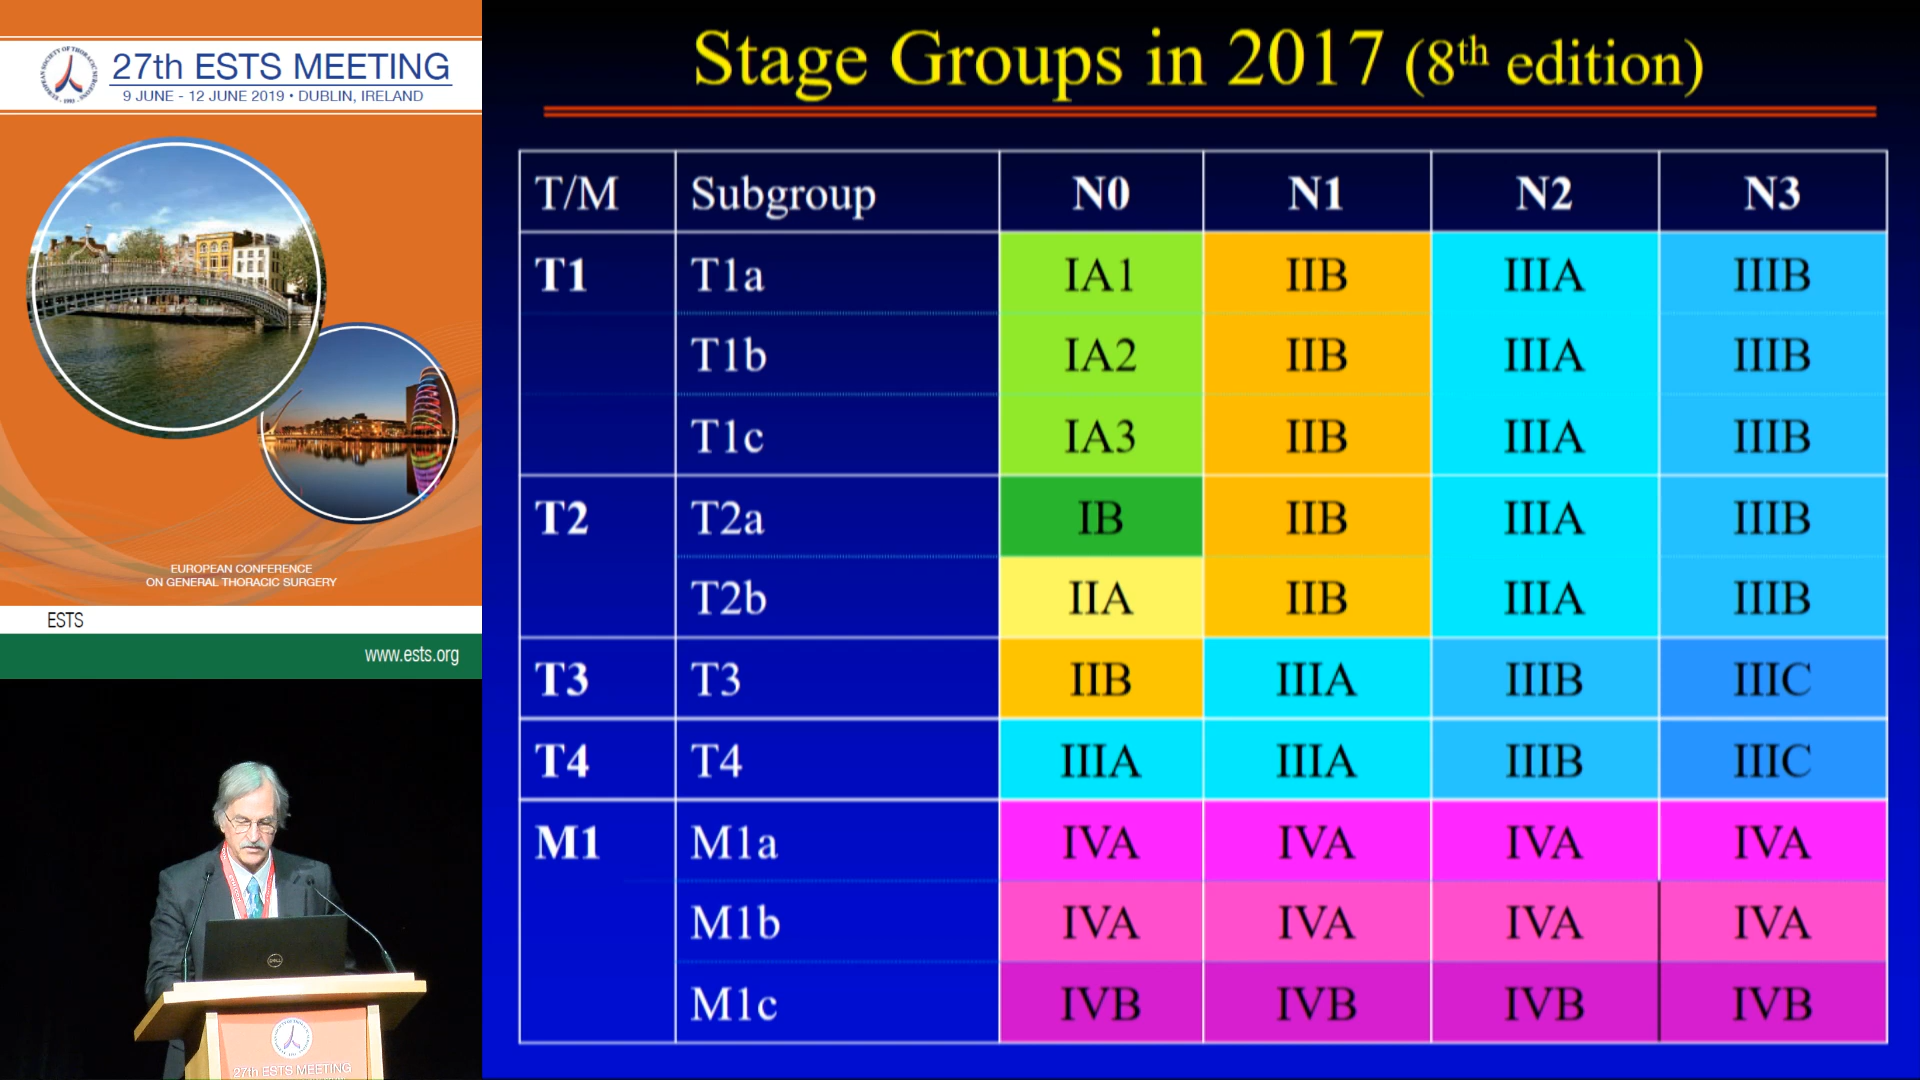 27th ESTS MEETING
9 JUNE - 12 JUNE 2019 • DUBLIN, IRELAND
EUROPEAN CONFERENCE
ON GENERAL THORACIC SURGERY
ESTS
www.ests.org
27th ESTS MEETING
Stage Groups in 2017 (8th edition)
T/M Subgroup N0 N1 N2 N3
T1 T1a IA1 IIB IIIA IIIB
T1b IA2 IIB IIIA IIIB
T1c IA3 IIB IIIA IIIB
T2 T2a IB IIB IIIA IIIB
T2b IIA IIB IIIA IIIB
T3 T3 IIB IIIA IIIB IIIC
T4 T4 IIIA IIIA IIIB IIIC
M1 M1a IVA IVA IVA IVA
M1b IVA IVA IVA IVA
M1c IVB IVB IVB IVB